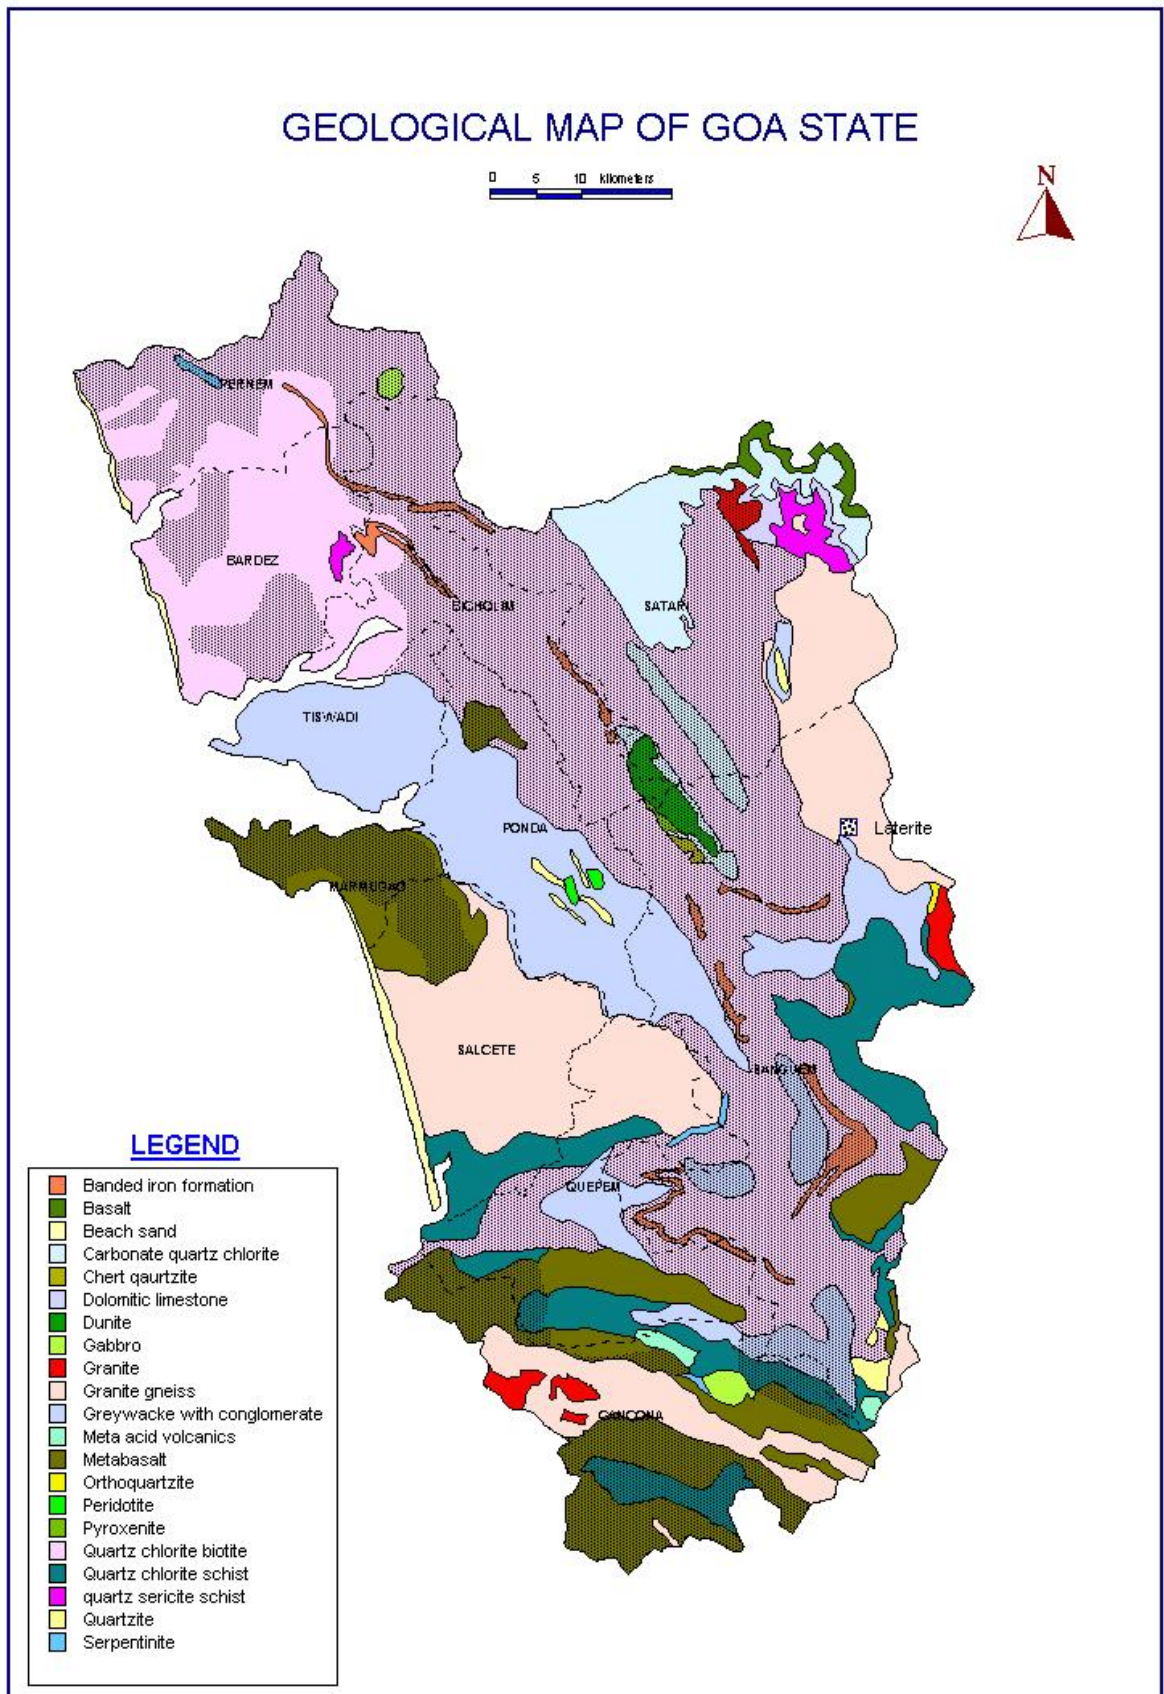 GEOLOGICAL MAP OF GOA STATE
0 5 10 kilometers
N
PERNEM
BARDEZ
BICHOLIM
SATARI
TISWADI
PONDA
Laterite
MARMUGAO
SALCETE
SANGUEM
QUEPEM
CANCONA
LEGEND
Banded iron formation
Basalt
Beach sand
Carbonate quartz chlorite
Chert qaurtzite
Dolomitic limestone
Dunite
Gabbro
Granite
Granite gneiss
Greywacke with conglomerate
Meta acid volcanics
Metabasalt
Orthoquartzite
Peridotite
Pyroxenite
Quartz chlorite biotite
Quartz chlorite schist
quartz sericite schist
Quartzite
Serpentinite